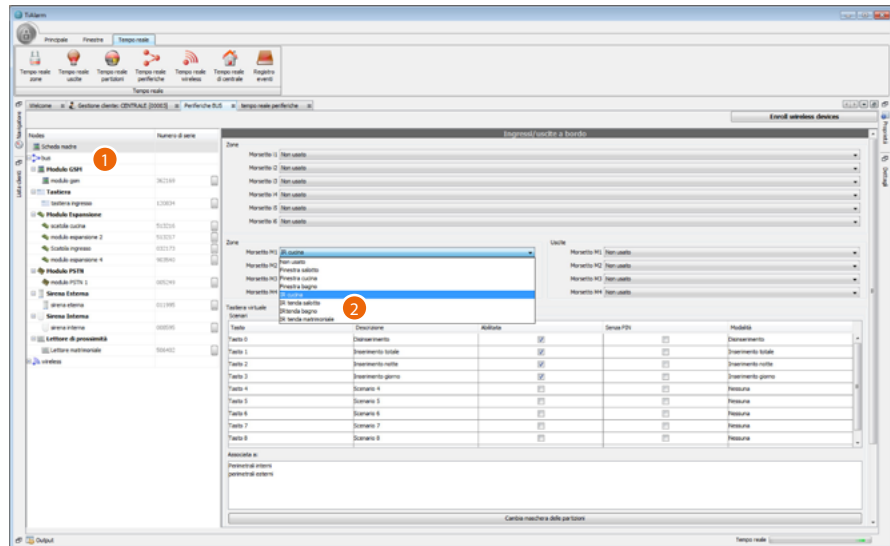 TiAlarm
Principale Finestre Tempo reale
Tempo reale zone
Tempo reale uscite
Tempo reale partizioni
Tempo reale periferiche
Tempo reale wireless
Tempo reale di centrale
Registro eventi
Tempo reale
Welcome Gestione cliente: CENTRALE [00003] Periferiche BUS tempo reale periferiche
Enroll wireless devices
Navigatore
Lista clienti
Proprietà
Dettagli
Nodes Numero di serie
Scheda madre
bus
1
Modulo GSM
modulo gsm
Tastiera
tastiera ingresso
Modulo Espansione
scatola cucina
modulo espansione 2
Scatola ingresso
modulo espansione 4
Modulo PSTN
modulo PSTN 1
Sirena Esterna
sirena esterna
Sirena Interna
sirena interna
Lettore di prossimità
Lettore matrimoniale
wireless
Ingressi/uscite a bordo
Zone
Morsetto I1 Non usato
Morsetto I2 Non usato
Morsetto I3 Non usato
Morsetto I4 Non usato
Morsetto I5 Non usato
Morsetto I6 Non usato
Zone
Morsetto M1 IR cucina
Morsetto M2
Morsetto M3
Morsetto M4
Non usato
Finestra salotto
Finestra cucina
Finestra bagno
IR cucina
IR tenda salotto
IRtenda bagno
IR tenda matrimoniale
2
Uscite
Morsetto M1 Non usato
Morsetto M2 Non usato
Morsetto M3 Non usato
Morsetto M4 Non usato
Tastiera virtuale
Scenari
Tasto Descrizione Abilitata Senza PIN Modalità
Tasto 0 Disinserimento Disinserimento
Tasto 1 Inserimento totale Inserimento totale
Tasto 2 Inserimento notte Inserimento notte
Tasto 3 Inserimento giorno Inserimento giorno
Tasto 4 Scenario 4 Nessuna
Tasto 5 Scenario 5 Nessuna
Tasto 6 Scenario 6 Nessuna
Tasto 7 Scenario 7 Nessuna
Tasto 8 Scenario 8 Nessuna
Associata a:
Perimetrali interni
perimetrali esterni
Cambia maschera delle partizioni
Output
Tempo reale